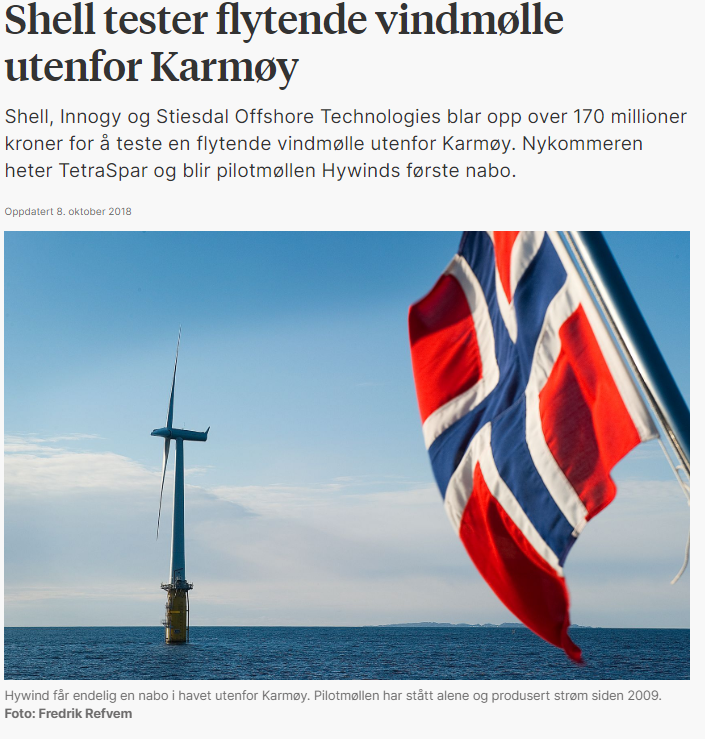 Shell tester flytende vindmølle
utenfor Karmøy
Shell, Innogy og Stiesdal Offshore Technologies blar opp over 170 millioner
kroner for å teste en flytende vindmølle utenfor Karmøy. Nykommeren
heter TetraSpar og blir pilotmøllen Hywinds første nabo.
Oppdatert 8. oktober 2018
Hywind får endelig en nabo i havet utenfor Karmøy. Pilotmøllen har stått alene og produsert strøm siden 2009.
Foto: Fredrik Refvem